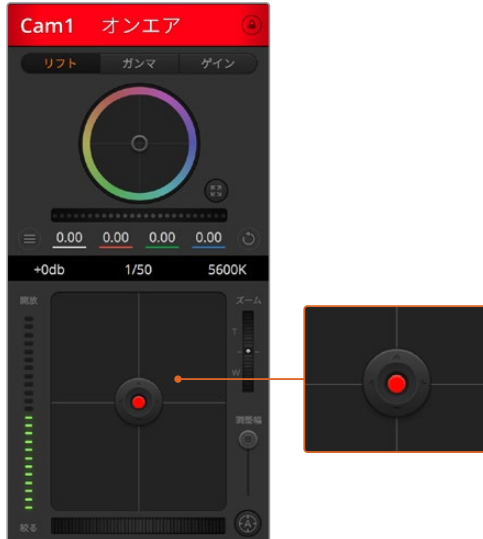 Cam1 オンエア
リフト ガンマ ゲイン
0.00 0.00 0.00 0.00
+0db 1/50 5600K
開放 ズーム
T
W
調整幅
絞る A